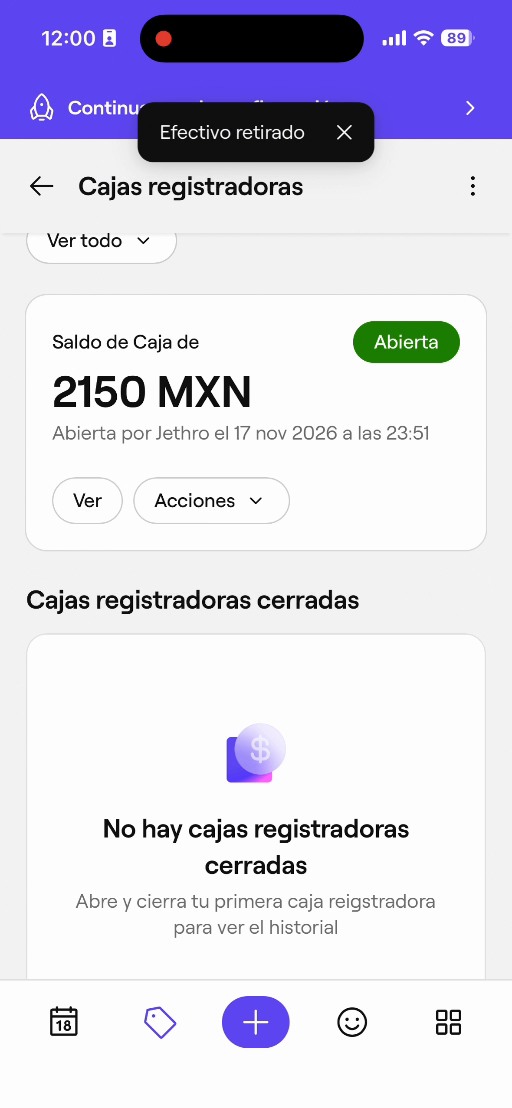 12:00
89
Efectivo retirado
Cajas registradoras
Ver todo
Saldo de Caja de
Abierta
2150 MXN
Abierta por Jethro el 17 nov 2026 a las 23:51
Ver
Acciones
Cajas registradoras cerradas
$
No hay cajas registradoras
cerradas
Abre y cierra tu primera caja reigstradora
para ver el historial
18